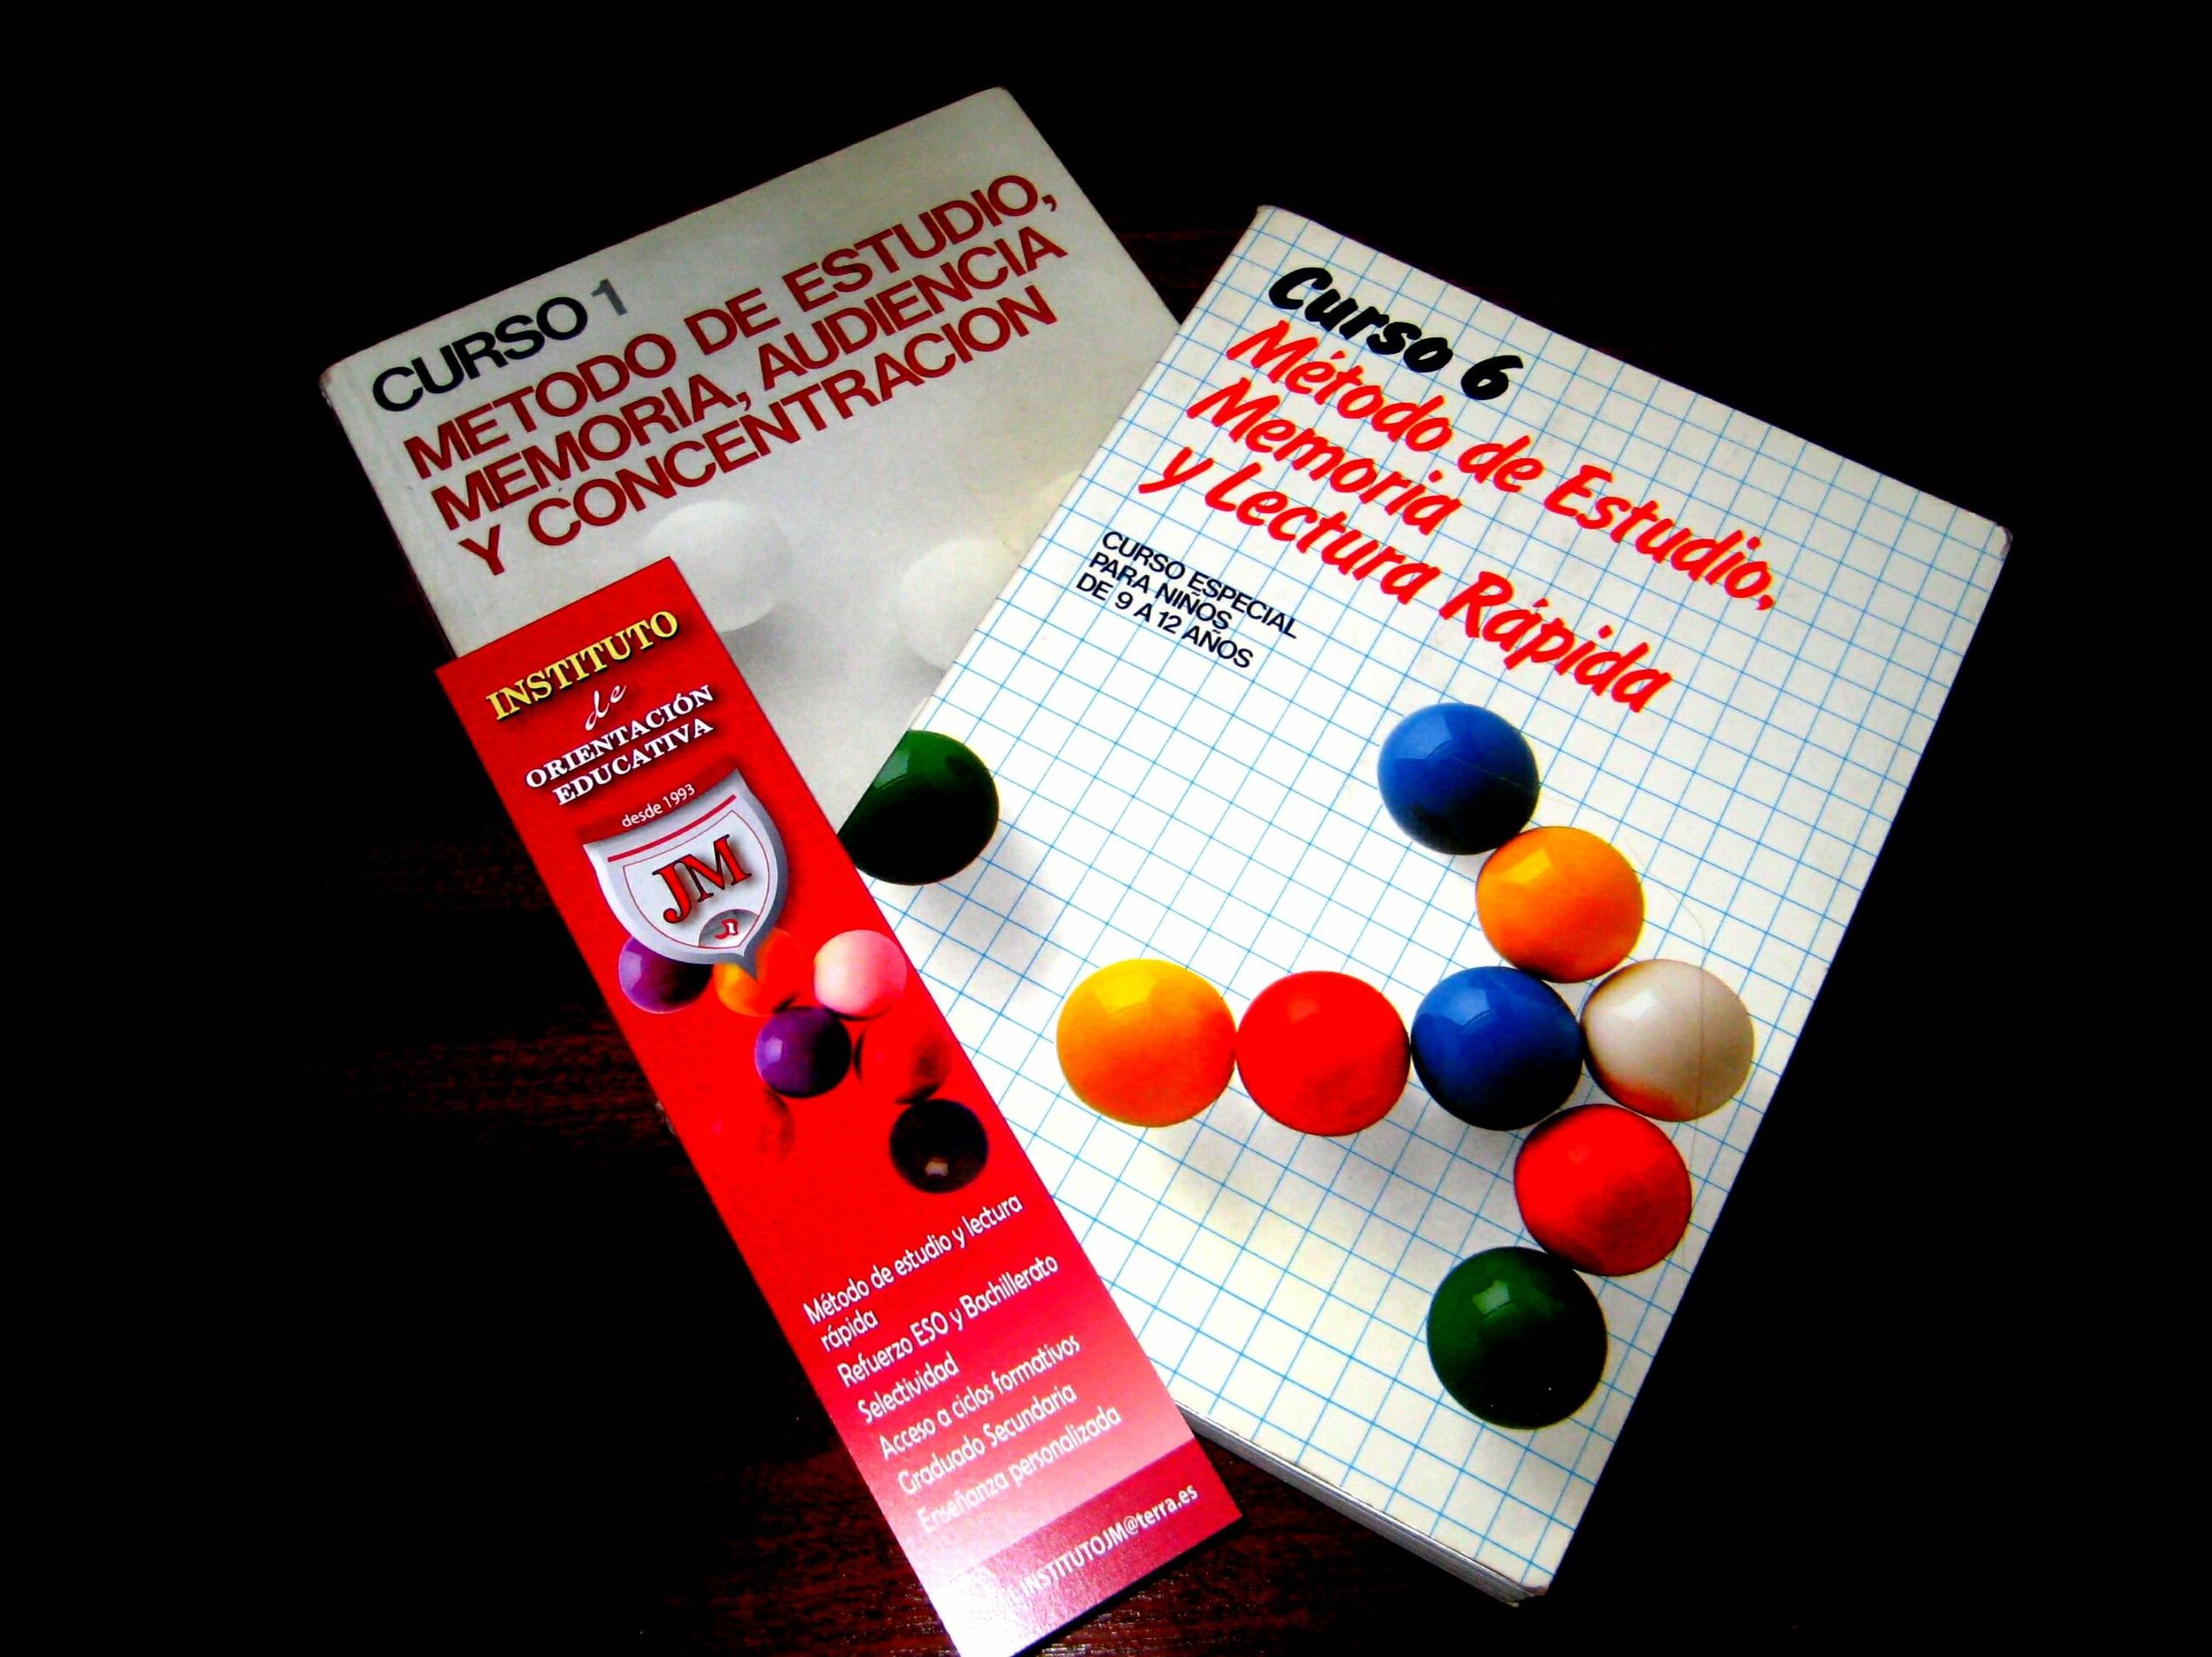 CURSO 1
METODO DE ESTUDIO,
MEMORIA, AUDIENCIA
Y CONCENTRACION
Curso 6
Método de Estudio,
Memoria
y Lectura Rápida
CURSO ESPECIAL
PARA NIÑOS
DE 9 A 12 AÑOS
INSTITUTO
de
ORIENTACIÓN
EDUCATIVA
desde 1993
JM
Método de estudio y lectura
rápida
Refuerzo ESO y Bachillerato
Selectividad
Acceso a ciclos formativos
Graduado Secundaria
Enseñanza personalizada
INSTITUTOJM@terra.es